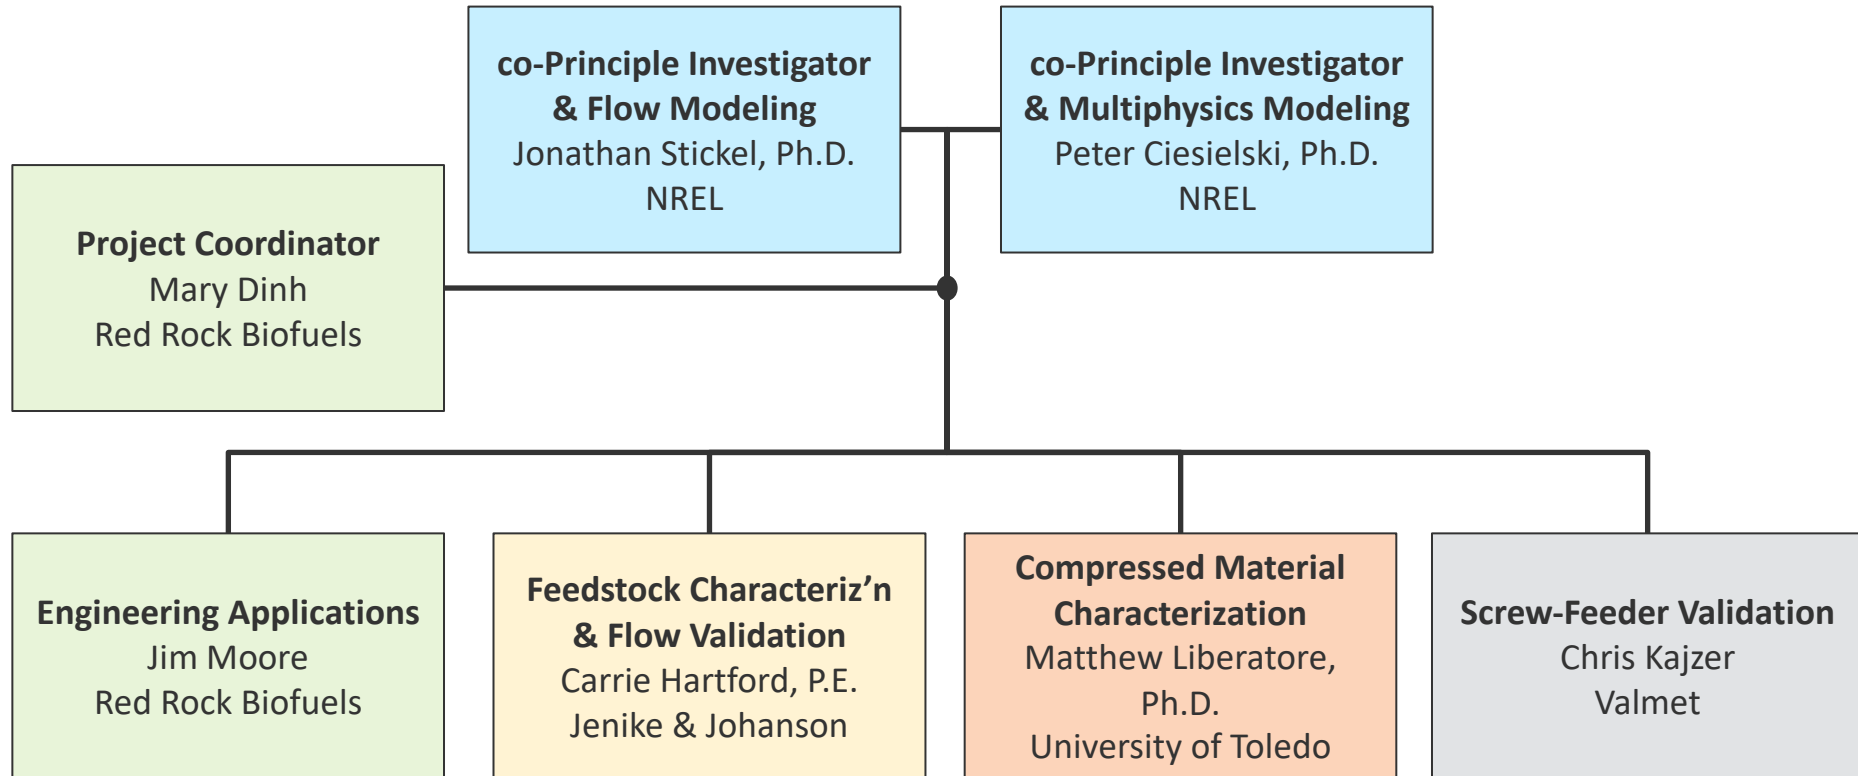 co-Principle Investigator
& Flow Modeling
Jonathan Stickel, Ph.D.
NREL
co-Principle Investigator
& Multiphysics Modeling
Peter Ciesielski, Ph.D.
NREL
Project Coordinator
Mary Dinh
Red Rock Biofuels
Engineering Applications
Jim Moore
Red Rock Biofuels
Feedstock Characteriz’n
& Flow Validation
Carrie Hartford, P.E.
Jenike & Johanson
Compressed Material
Characterization
Matthew Liberatore,
Ph.D.
University of Toledo
Screw-Feeder Validation
Chris Kajzer
Valmet